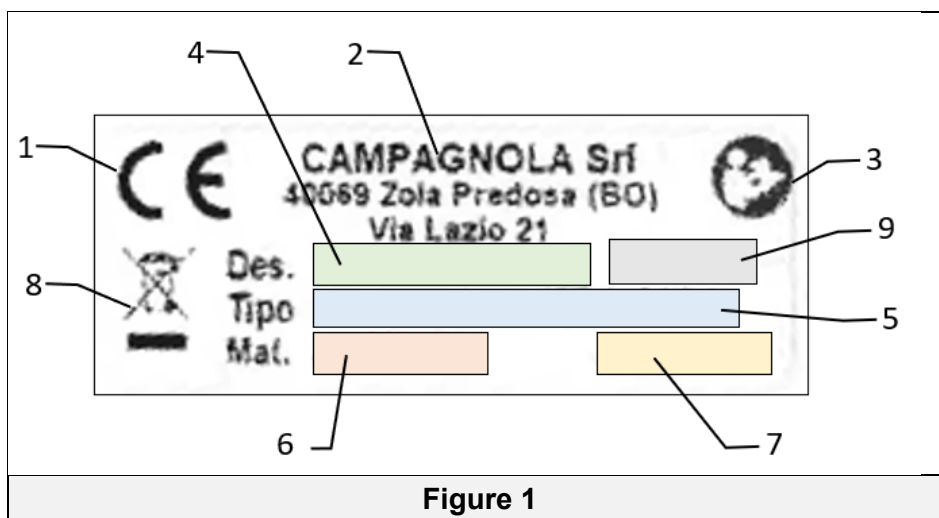 4
2
1
CE
CAMPAGNOLA Srl
3
40069 Zola Predosa (BO)
Via Lazio 21
9
8
Des.
Tipo
5
Mat.
6
7
Figure 1